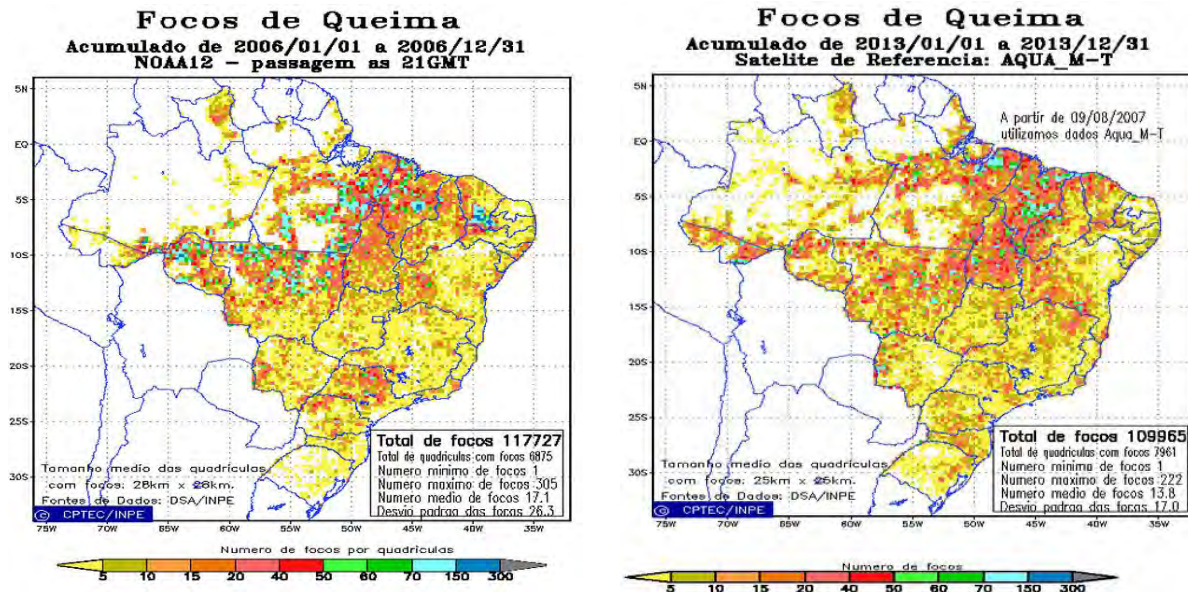 Focos de Queima
Acumulado de 2006/01/01 a 2006/12/31
NOAA12 - passagem as 21GMT
5N
EQ
5S
10S
15S
20S
25S
30S
75W 70W 65W 60W 55W 50W 45W 40W 35W
Total de focos 117727
Total de quadriculas com focos 6875
Numero minimo de focos 1
Numero maximo de focos 305
Numero medio de focos 17.1
Desvio padrao dos focos 26.3
Tamanho medio das quadriculas
com focos: 28km x 28km.
Fontes de Dados: DSA/INPE
© CPTEC/INPE
Numero de focos por quadriculas
5 10 15 20 40 50 60 70 150 300
Focos de Queima
Acumulado de 2013/01/01 a 2013/12/31
Satelite de Referencia: AQUA_M-T
A partir de 09/08/2007
utilizamos dados Aqua_M-T
5N
EQ
5S
10S
15S
20S
25S
30S
75W 70W 65W 60W 55W 50W 45W 40W 35W
Total de focos 109965
Total de quadriculas com focos 7961
Numero minimo de focos 1
Numero maximo de focos 222
Numero medio de focos 13.8
Desvio padrao dos focos 17.0
Tamanho medio das quadriculas
com focos: 25km x 25km.
Fontes de Dados: DSA/INPE
© CPTEC/INPE
Numero de focos
5 10 15 20 40 50 60 70 150 300